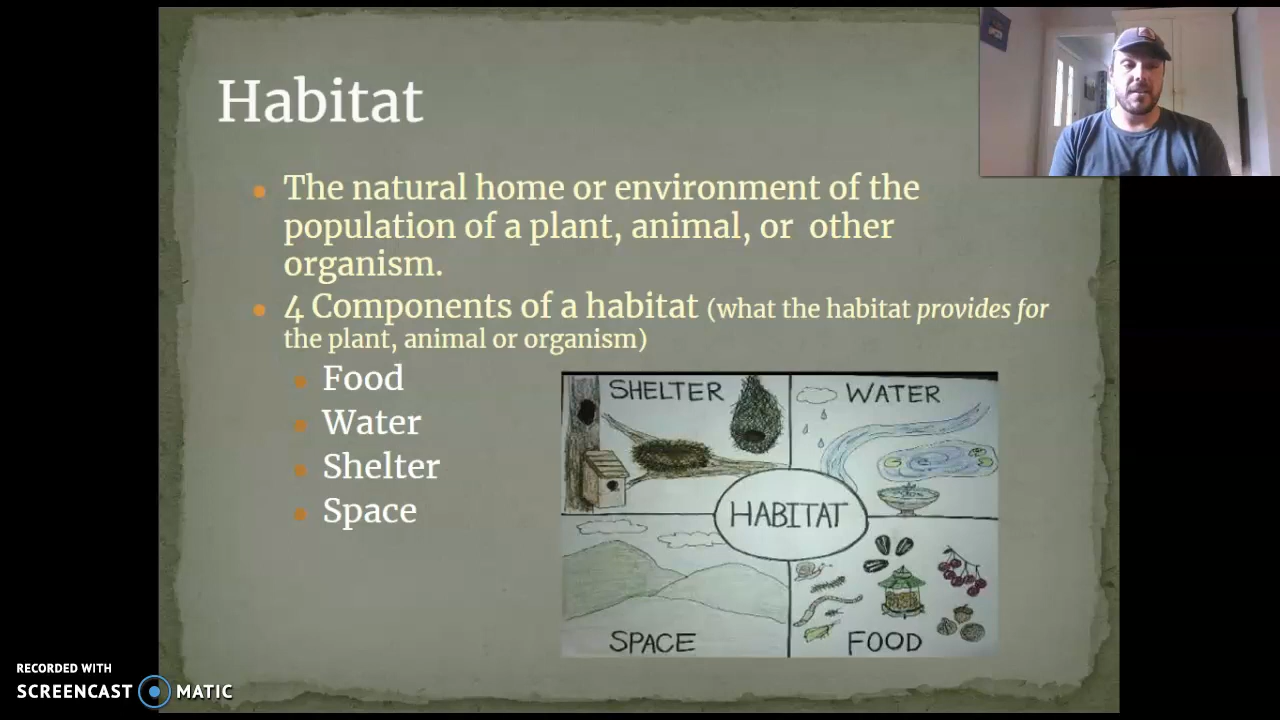 Habitat
The natural home or environment of the
population of a plant, animal, or other
organism.
4 Components of a habitat (what the habitat provides for
the plant, animal or organism)
Food
Water
Shelter
Space
SHELTER
WATER
HABITAT
SPACE
FOOD
RECORDED WITH
SCREENCAST MATIC